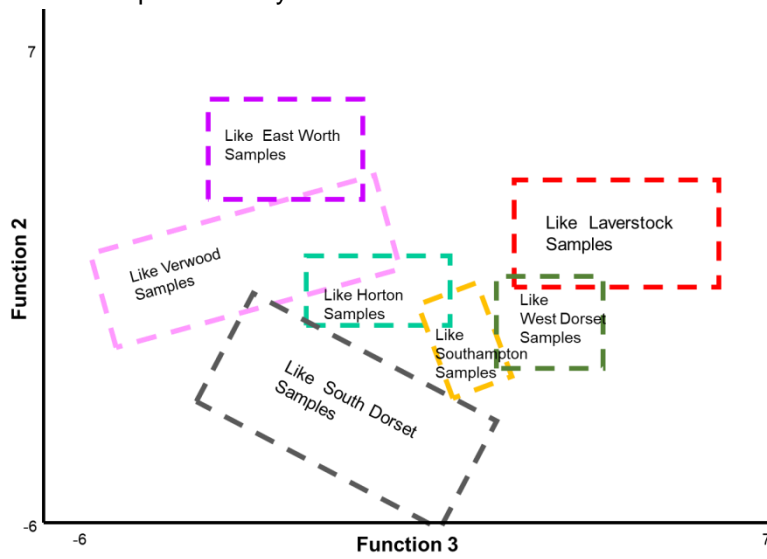 7
Like East Worth
Samples
Like Laverstock
Samples
Like Verwood
Samples
Like Horton
Samples
Like
West Dorset
Samples
Like
Southampton
Samples
Like South Dorset
Samples
Function 2
-6
-6
Function 3
7